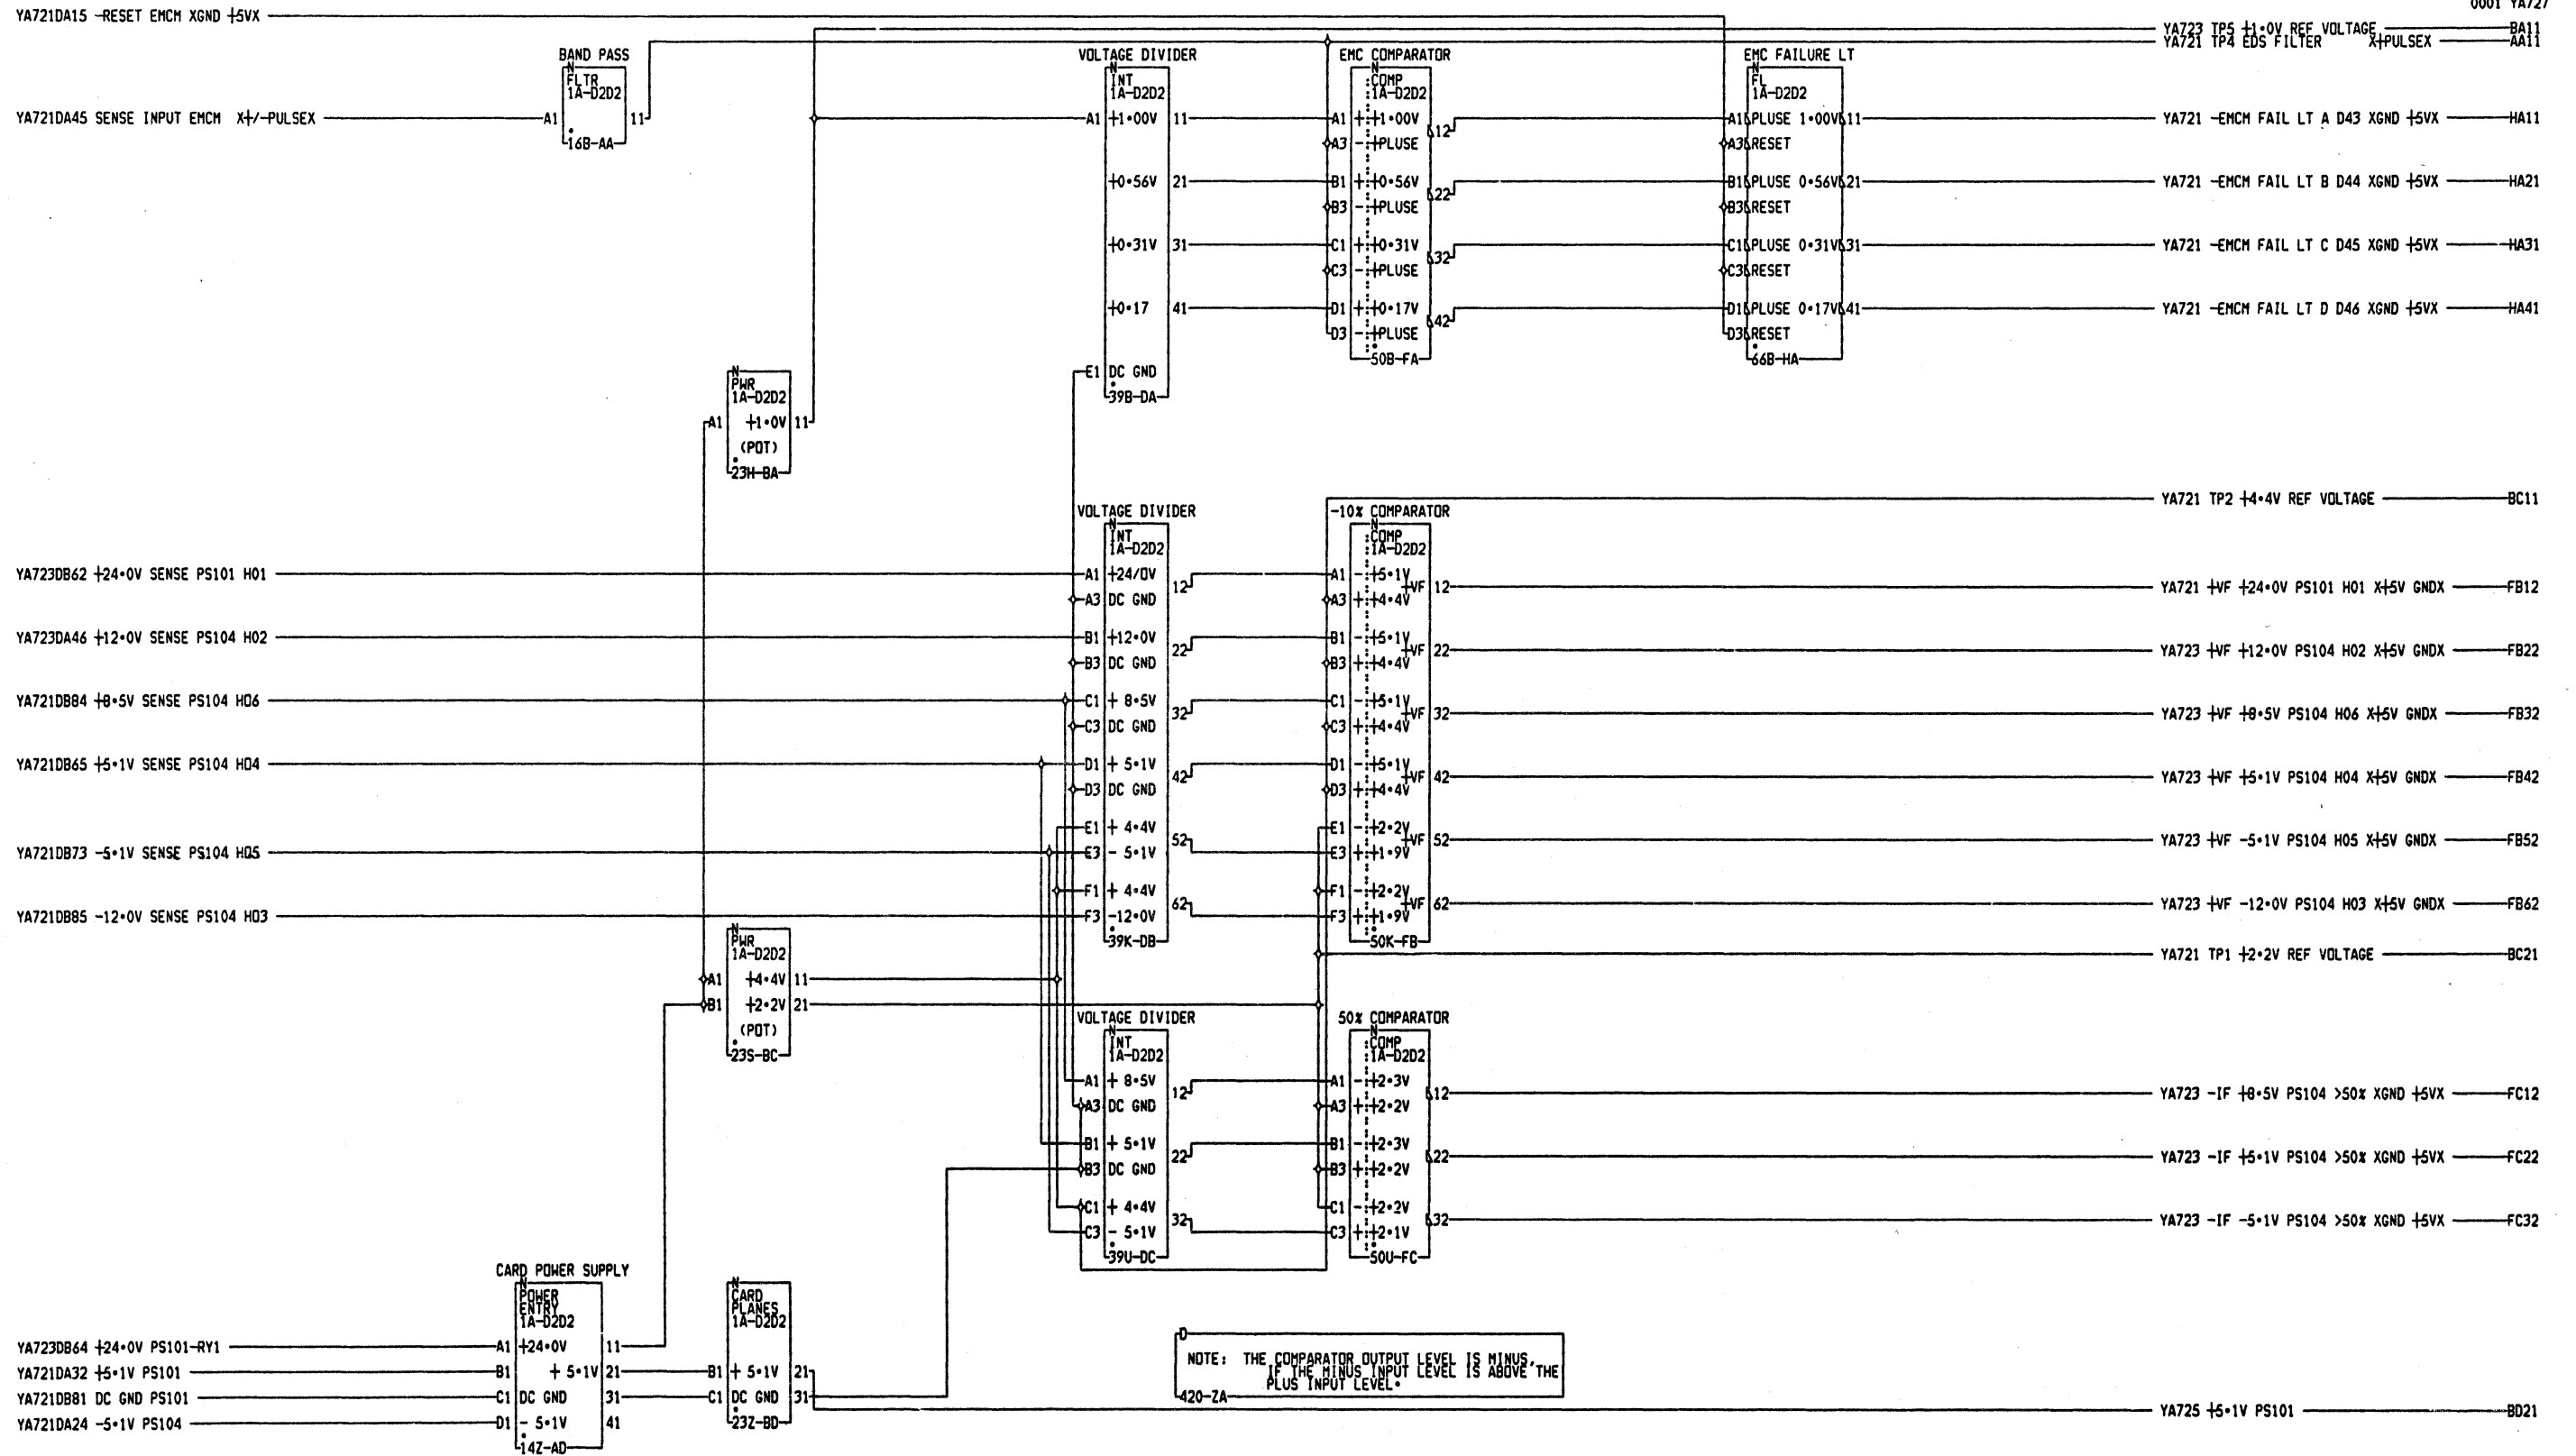 0001 YA727
YA721DA15 -RESET EMCM XGND +5VX
YA723 TP5 +1.0V REF VOLTAGE BA11
YA721 TP4 EDS FILTER X+PULSEX AA11
BAND PASS
N
FLTR
1A-D2D2
A1 11
16B-AA
YA721DA45 SENSE INPUT EMCM X+/-PULSEX
VOLTAGE DIVIDER
N
INT
1A-D2D2
A1 +1.00V 11
+0.56V 21
+0.31V 31
+0.17 41
E1 DC GND
39B-DA
EMC COMPARATOR
N
COMP
1A-D2D2
A1 + +1.00V 12
A3 - +PLUSE
B1 + +0.56V 22
B3 - +PLUSE
C1 + +0.31V 32
C3 - +PLUSE
D1 + +0.17V 42
D3 - +PLUSE
50B-FA
EMC FAILURE LT
N
FL
1A-D2D2
A1 PLUSE 1.00V 11
A3 RESET
B1 PLUSE 0.56V 21
B3 RESET
C1 PLUSE 0.31V 31
C3 RESET
D1 PLUSE 0.17V 41
D3 RESET
66B-HA
YA721 -EMCM FAIL LT A D43 XGND +5VX HA11
YA721 -EMCM FAIL LT B D44 XGND +5VX HA21
YA721 -EMCM FAIL LT C D45 XGND +5VX HA31
YA721 -EMCM FAIL LT D D46 XGND +5VX HA41
N
PWR
1A-D2D2
A1 +1.0V 11
(POT)
23H-BA
YA721 TP2 +4.4V REF VOLTAGE BC11
YA723DB62 +24.0V SENSE PS101 H01
YA723DA46 +12.0V SENSE PS104 H02
YA721DB84 +8.5V SENSE PS104 H06
YA721DB65 +5.1V SENSE PS104 H04
YA721DB73 -5.1V SENSE PS104 H05
YA721DB85 -12.0V SENSE PS104 H03
VOLTAGE DIVIDER
N
INT
1A-D2D2
A1 +24/0V 12
A3 DC GND
B1 +12.0V 22
B3 DC GND
C1 + 8.5V 32
C3 DC GND
D1 + 5.1V 42
D3 DC GND
E1 + 4.4V 52
E3 - 5.1V
F1 + 4.4V 62
F3 -12.0V
39K-DB
-10% COMPARATOR
N
COMP
1A-D2D2
A1 - +5.1V +VF 12
A3 + +4.4V
B1 - +5.1V +VF 22
B3 + +4.4V
C1 - +5.1V +VF 32
C3 + +4.4V
D1 - +5.1V +VF 42
D3 + +4.4V
E1 - +2.2V +VF 52
E3 + +1.9V
F1 - +2.2V +VF 62
F3 + +1.9V
50K-FB
YA721 +VF +24.0V PS101 H01 X+5V GNDX FB12
YA723 +VF +12.0V PS104 H02 X+5V GNDX FB22
YA723 +VF +8.5V PS104 H06 X+5V GNDX FB32
YA723 +VF +5.1V PS104 H04 X+5V GNDX FB42
YA723 +VF -5.1V PS104 H05 X+5V GNDX FB52
YA723 +VF -12.0V PS104 H03 X+5V GNDX FB62
YA721 TP1 +2.2V REF VOLTAGE BC21
N
PWR
1A-D2D2
A1 +4.4V 11
B1 +2.2V 21
(POT)
23S-BC
VOLTAGE DIVIDER
N
INT
1A-D2D2
A1 + 8.5V 12
A3 DC GND
B1 + 5.1V 22
B3 DC GND
C1 + 4.4V 32
C3 - 5.1V
39U-DC
50% COMPARATOR
N
COMP
1A-D2D2
A1 - +2.3V 12
A3 + +2.2V
B1 - +2.3V 22
B3 + +2.2V
C1 - +2.2V 32
C3 + +2.1V
50U-FC
YA723 -IF +8.5V PS104 >50% XGND +5VX FC12
YA723 -IF +5.1V PS104 >50% XGND +5VX FC22
YA723 -IF -5.1V PS104 >50% XGND +5VX FC32
CARD POWER SUPPLY
N
POWER
ENTRY
1A-D2D2
A1 +24.0V 11
B1 + 5.1V 21
C1 DC GND 31
D1 - 5.1V 41
14Z-AD
YA723DB64 +24.0V PS101-RY1
YA721DA32 +5.1V PS101
YA721DB81 DC GND PS101
YA721DA24 -5.1V PS104
N
CARD
PLANES
1A-D2D2
B1 + 5.1V 21
C1 DC GND 31
23Z-BD
D
NOTE: THE COMPARATOR OUTPUT LEVEL IS MINUS,
IF THE MINUS INPUT LEVEL IS ABOVE THE
PLUS INPUT LEVEL.
420-ZA
YA725 +5.1V PS101 BD21